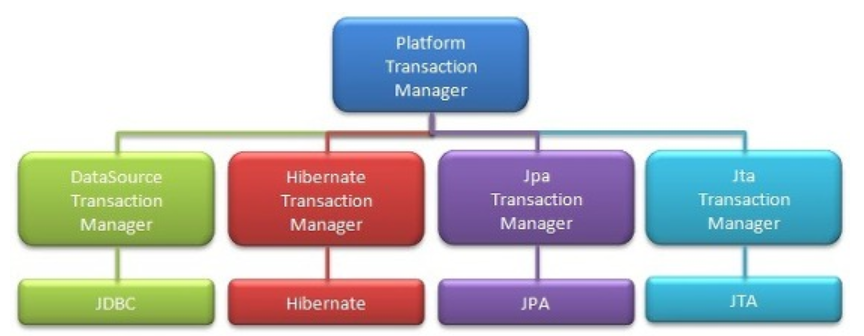 Platform
Transaction
Manager
DataSource
Transaction
Manager
Hibernate
Transaction
Manager
Jpa
Transaction
Manager
Jta
Transaction
Manager
JDBC
Hibernate
JPA
JTA